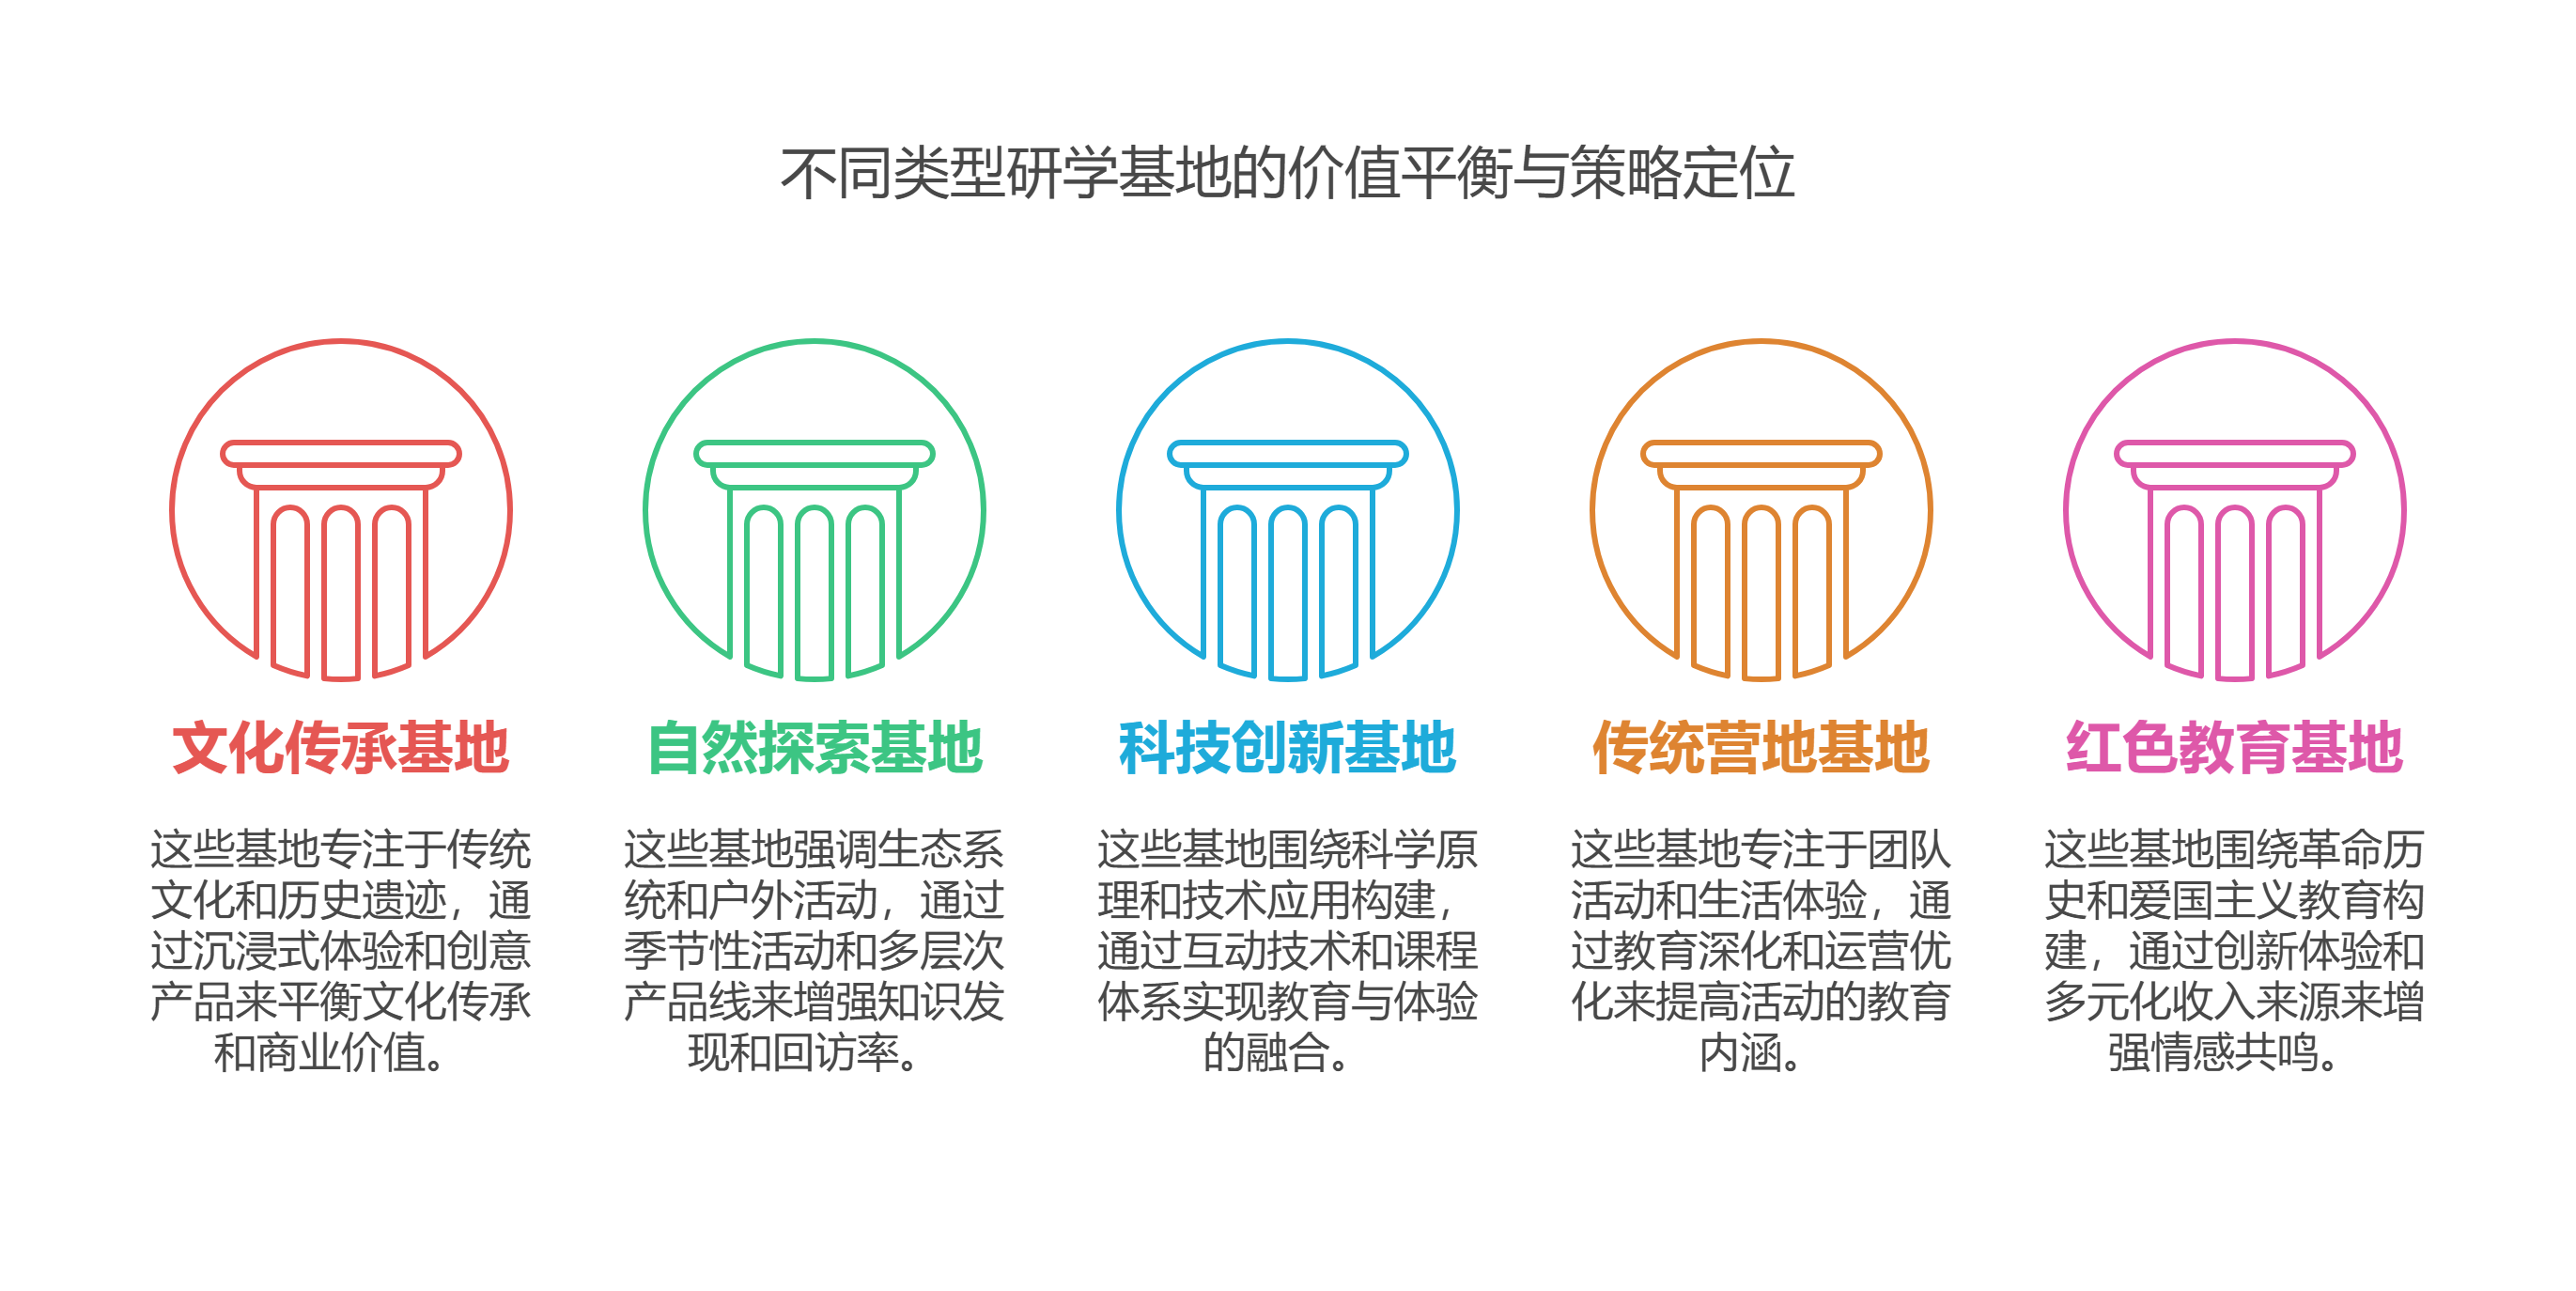 不同类型研学基地的价值平衡与策略定位
文化传承基地
这些基地专注于传统
文化和历史遗迹，通
过沉浸式体验和创意
产品来平衡文化传承
和商业价值。
自然探索基地
这些基地强调生态系
统和户外活动，通过
季节性活动和多层次
产品线来增强知识发
现和回访率。
科技创新基地
这些基地围绕科学原
理和技术应用构建，
通过互动技术和课程
体系实现教育与体验
的融合。
传统营地基地
这些基地专注于团队
活动和生活体验，通
过教育深化和运营优
化来提高活动的教育
内涵。
红色教育基地
这些基地围绕革命历
史和爱国主义教育构
建，通过创新体验和
多元化收入来源来增
强情感共鸣。